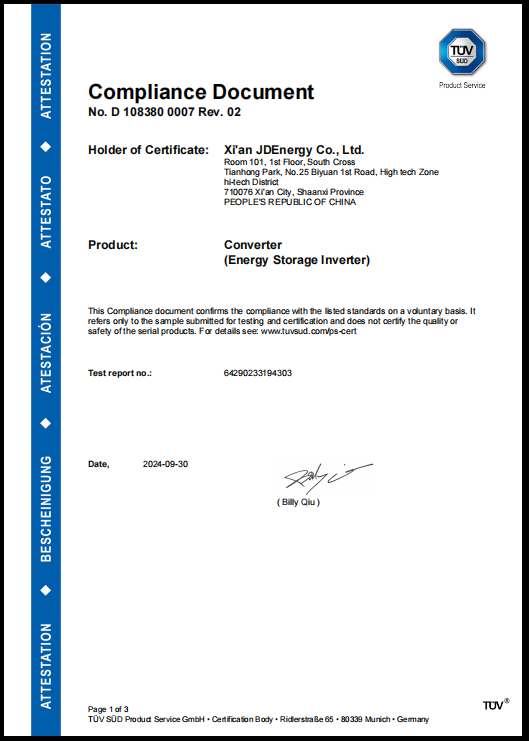 TÜV
SÜD
Product Service
Compliance Document
No. D 108380 0007 Rev. 02
Holder of Certificate: Xi'an JDEnergy Co., Ltd.
Room 101, 1st Floor, South Cross
Tianhong Park, No.25 Biyuan 1st Road, High tech Zone
hi-tech District
710076 Xi'an City, Shaanxi Province
PEOPLE'S REPUBLIC OF CHINA
Product: Converter
(Energy Storage Inverter)
This Compliance document confirms the compliance with the listed standards on a voluntary basis. It
refers only to the sample submitted for testing and certification and does not certify the quality or
safety of the serial products. For details see: www.tuvsud.com/ps-cert
Test report no.: 64290233194303
Date, 2024-09-30
( Billy Qiu )
Page 1 of 3
TÜV SÜD Product Service GmbH • Certification Body • Ridlerstraße 65 • 80339 Munich • Germany
TÜV®
ATTESTATION ◆ BESCHEINIGUNG ◆ ATESTACIÓN ◆ ATTESTATO ◆ ATTESTATION